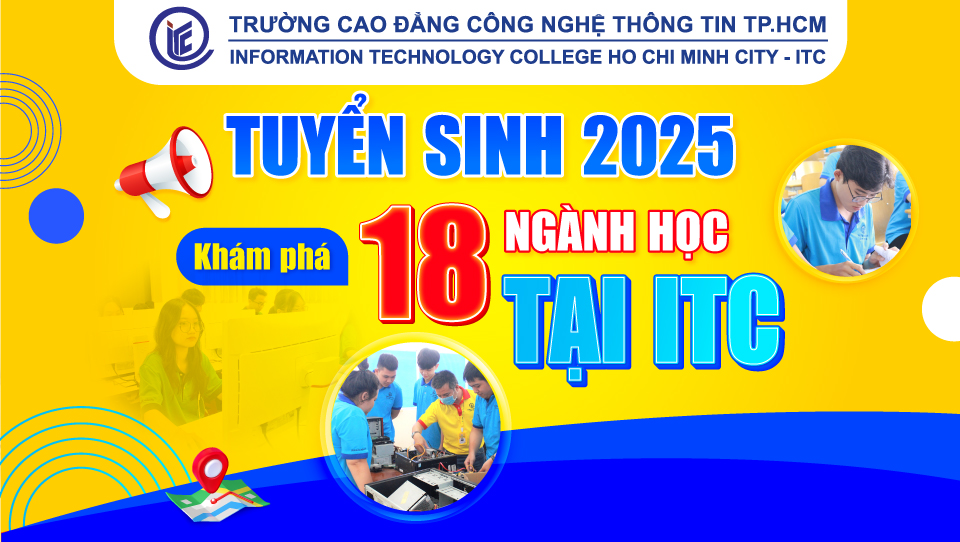 TRƯỜNG CAO ĐẲNG CÔNG NGHỆ THÔNG TIN TP.HCM
INFORMATION TECHNOLOGY COLLEGE HO CHI MINH CITY - ITC
TUYỂN SINH 2025
Khám phá
18
NGÀNH HỌC
TẠI ITC